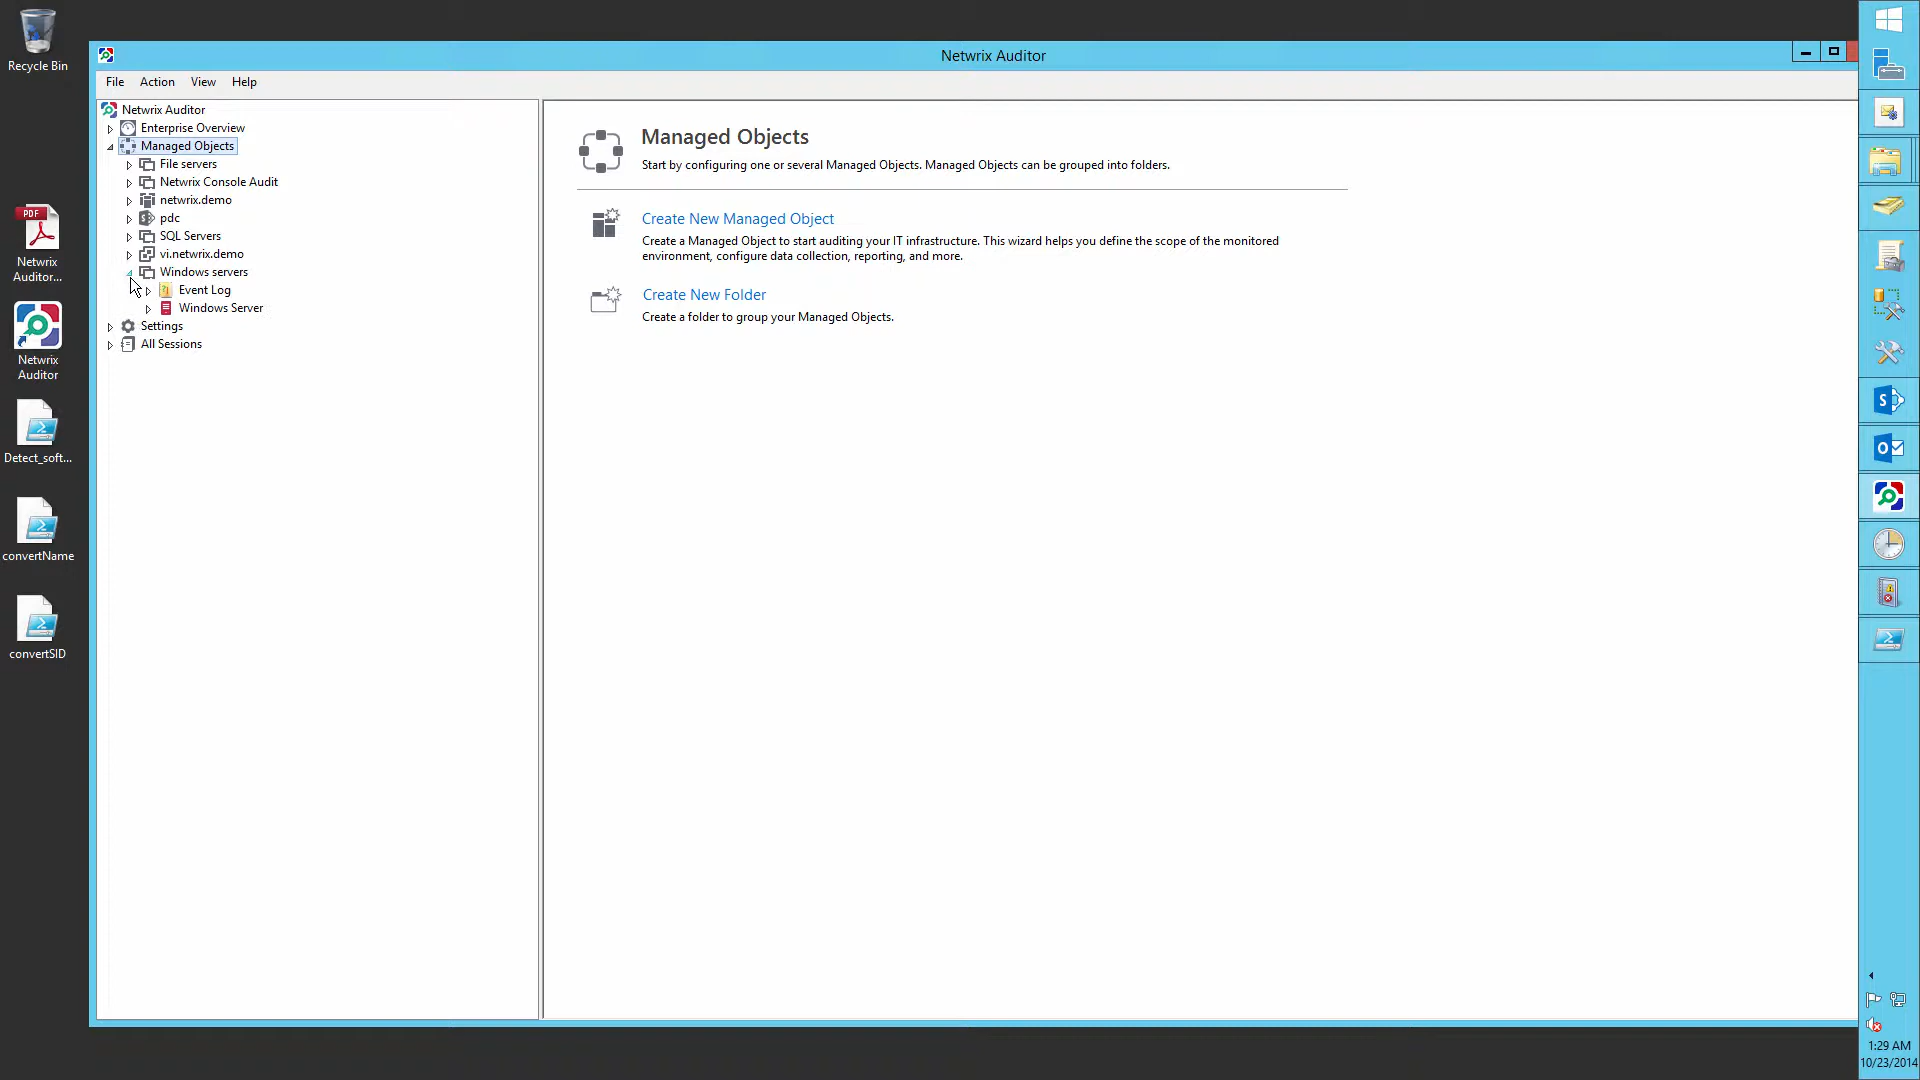 Recycle Bin
Netwrix
Auditor...
Netwrix
Auditor
Detect_soft...
convertName
convertSID
Netwrix Auditor
File
Action
View
Help
Netwrix Auditor
Enterprise Overview
Managed Objects
File servers
Netwrix Console Audit
netwrix.demo
pdc
SQL Servers
vi.netwrix.demo
Windows servers
Event Log
Windows Server
Settings
All Sessions
Managed Objects
Start by configuring one or several Managed Objects. Managed Objects can be grouped into folders.
Create New Managed Object
Create a Managed Object to start auditing your IT infrastructure. This wizard helps you define the scope of the monitored
environment, configure data collection, reporting, and more.
Create New Folder
Create a folder to group your Managed Objects.
1:29 AM
10/23/2014